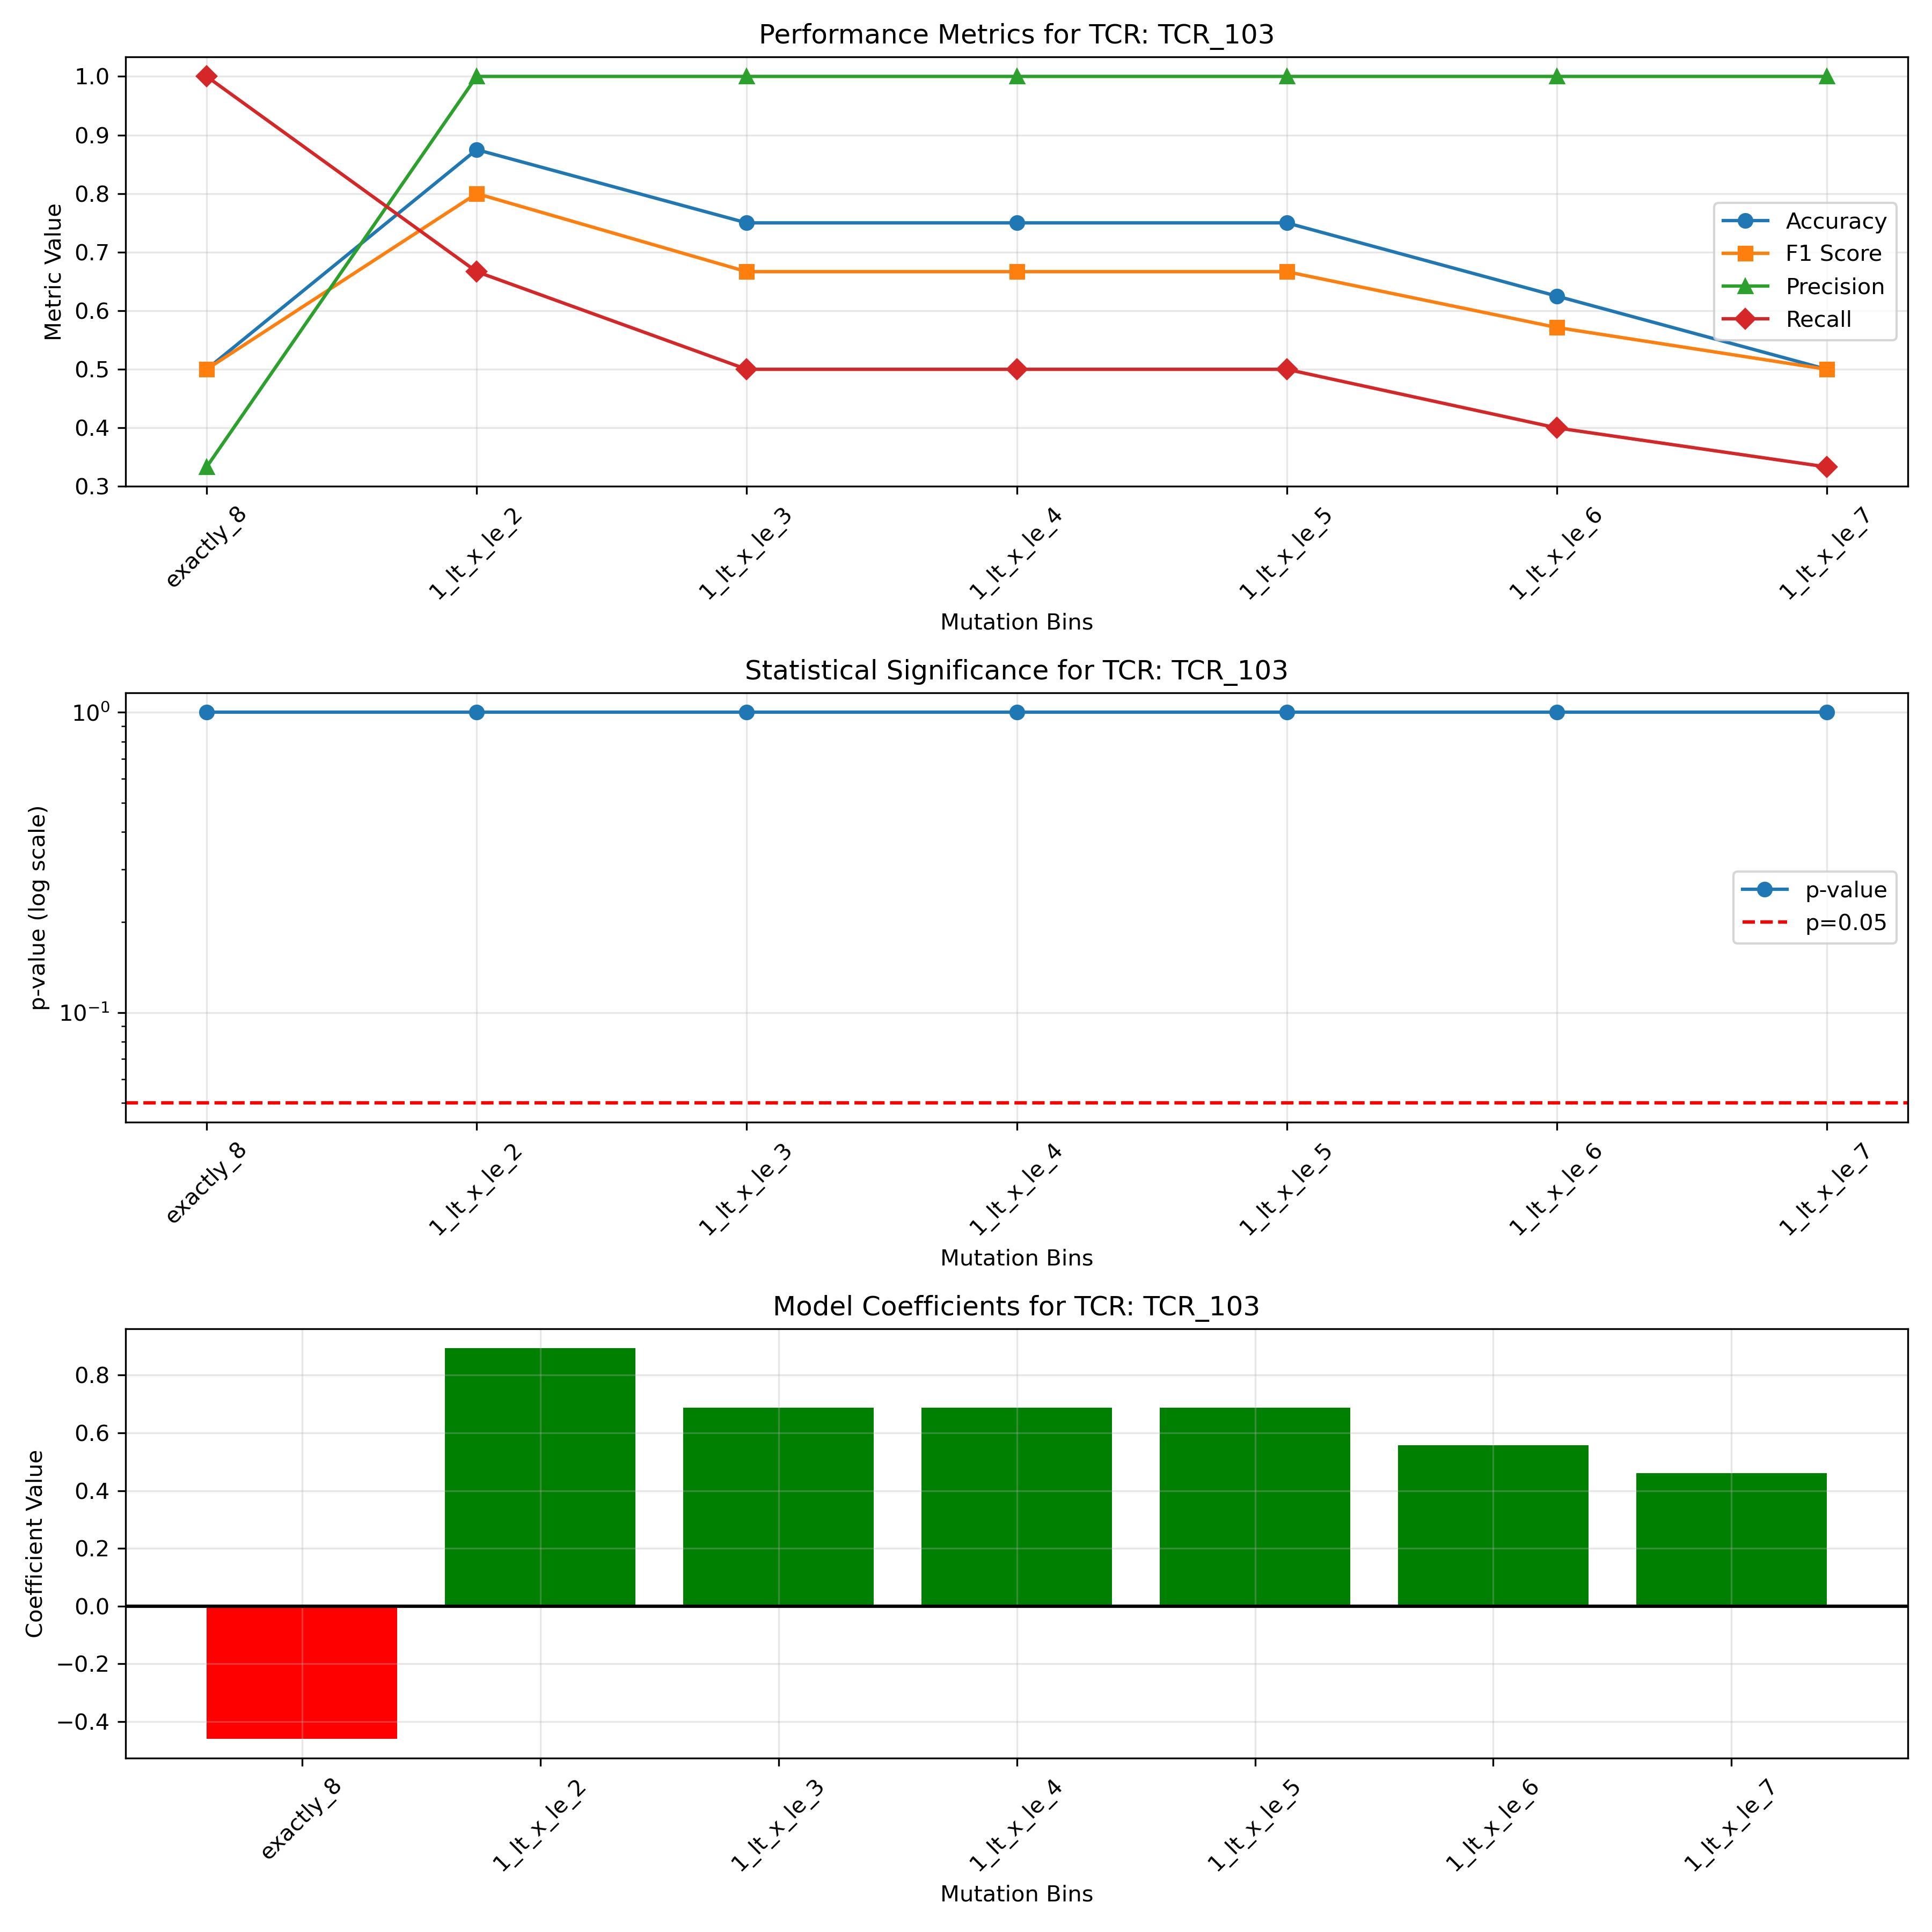 Performance Metrics for TCR: TCR_103
Metric Value
1.0
0.9
0.8
0.7
0.6
0.5
0.4
0.3
Accuracy
F1 Score
Precision
Recall
exactly_8
1_lt_x_le_2
1_lt_x_le_3
1_lt_x_le_4
1_lt_x_le_5
1_lt_x_le_6
1_lt_x_le_7
Mutation Bins
Statistical Significance for TCR: TCR_103
p-value (log scale)
10⁰
10⁻¹
p-value
p=0.05
exactly_8
1_lt_x_le_2
1_lt_x_le_3
1_lt_x_le_4
1_lt_x_le_5
1_lt_x_le_6
1_lt_x_le_7
Mutation Bins
Model Coefficients for TCR: TCR_103
Coefficient Value
0.8
0.6
0.4
0.2
0.0
−0.2
−0.4
exactly_8
1_lt_x_le_2
1_lt_x_le_3
1_lt_x_le_4
1_lt_x_le_5
1_lt_x_le_6
1_lt_x_le_7
Mutation Bins